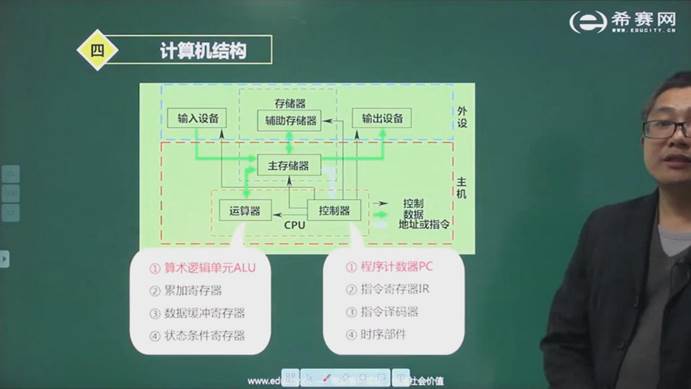 希赛网
WWW.EDUCITY.CN
四
计算机结构
存储器
输入设备
辅助存储器
输出设备
外设
主存储器
主机
运算器
控制器
CPU
控制
数据
地址或指令
① 算术逻辑单元ALU
② 累加寄存器
③ 数据缓冲寄存器
④ 状态条件寄存器
① 程序计数器PC
② 指令寄存器IR
③ 指令译码器
④ 时序部件
www.edu
社会价值